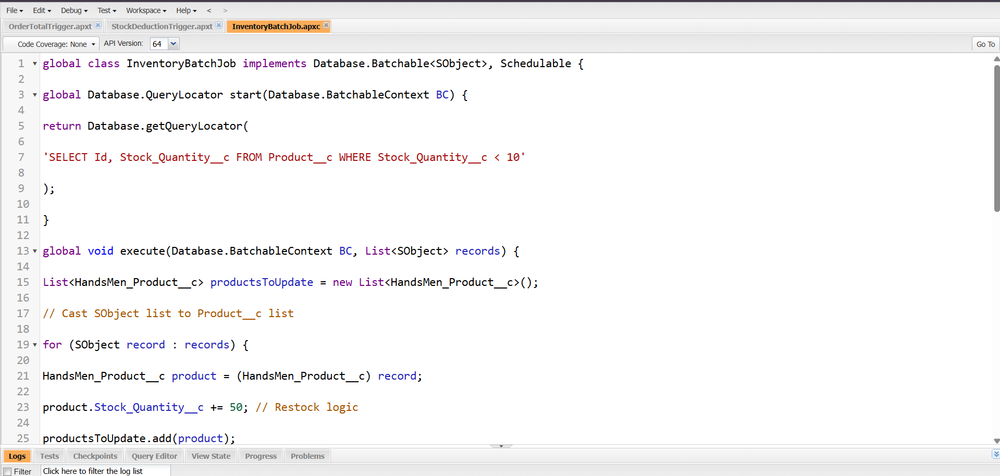 File Edit Debug Test Workspace Help < >
OrderTotalTrigger.apxt StockDeductionTrigger.apxt InventoryBatchJob.apxc
Code Coverage: None API Version: 64 Go To
1 global class InventoryBatchJob implements Database.Batchable<SObject>, Schedulable {
2
3 global Database.QueryLocator start(Database.BatchableContext BC) {
4
5 return Database.getQueryLocator(
6
7 'SELECT Id, Stock_Quantity__c FROM Product__c WHERE Stock_Quantity__c < 10'
8
9 );
10
11 }
12
13 global void execute(Database.BatchableContext BC, List<SObject> records) {
14
15 List<HandsMen_Product__c> productsToUpdate = new List<HandsMen_Product__c>();
16
17 // Cast SObject list to Product__c list
18
19 for (SObject record : records) {
20
21 HandsMen_Product__c product = (HandsMen_Product__c) record;
22
23 product.Stock_Quantity__c += 50; // Restock logic
24
25 productsToUpdate.add(product);
Logs Tests Checkpoints Query Editor View State Progress Problems
Filter Click here to filter the log list